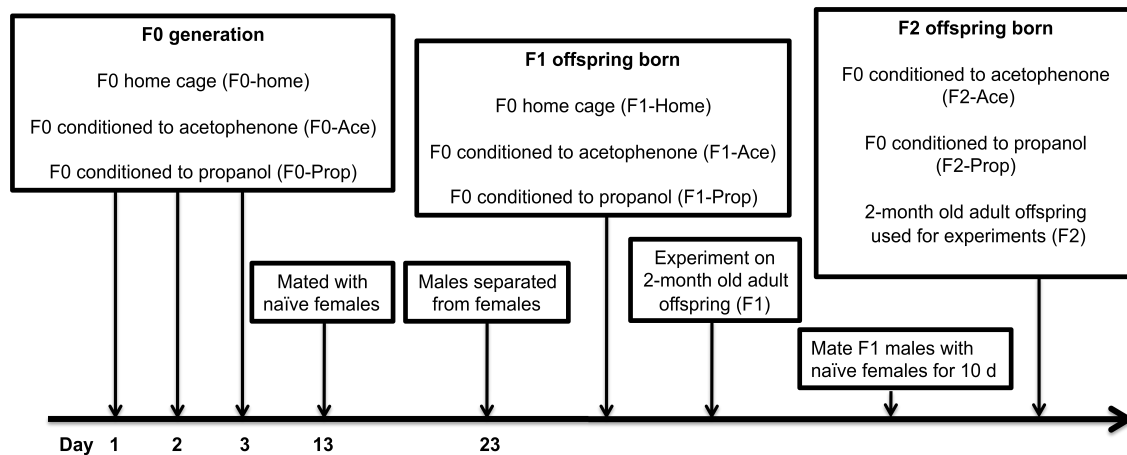 F0 generation
F0 home cage (F0-home)
F0 conditioned to acetophenone (F0-Ace)
F0 conditioned to propanol (F0-Prop)
F1 offspring born
F0 home cage (F1-Home)
F0 conditioned to acetophenone (F1-Ace)
F0 conditioned to propanol (F1-Prop)
F2 offspring born
F0 conditioned to acetophenone
(F2-Ace)
F0 conditioned to propanol
(F2-Prop)
2-month old adult offspring
used for experiments (F2)
Mated with
naïve females
Males separated
from females
Experiment on
2-month old adult
offspring (F1)
Mate F1 males with
naïve females for 10 d
Day 1 2 3 13 23